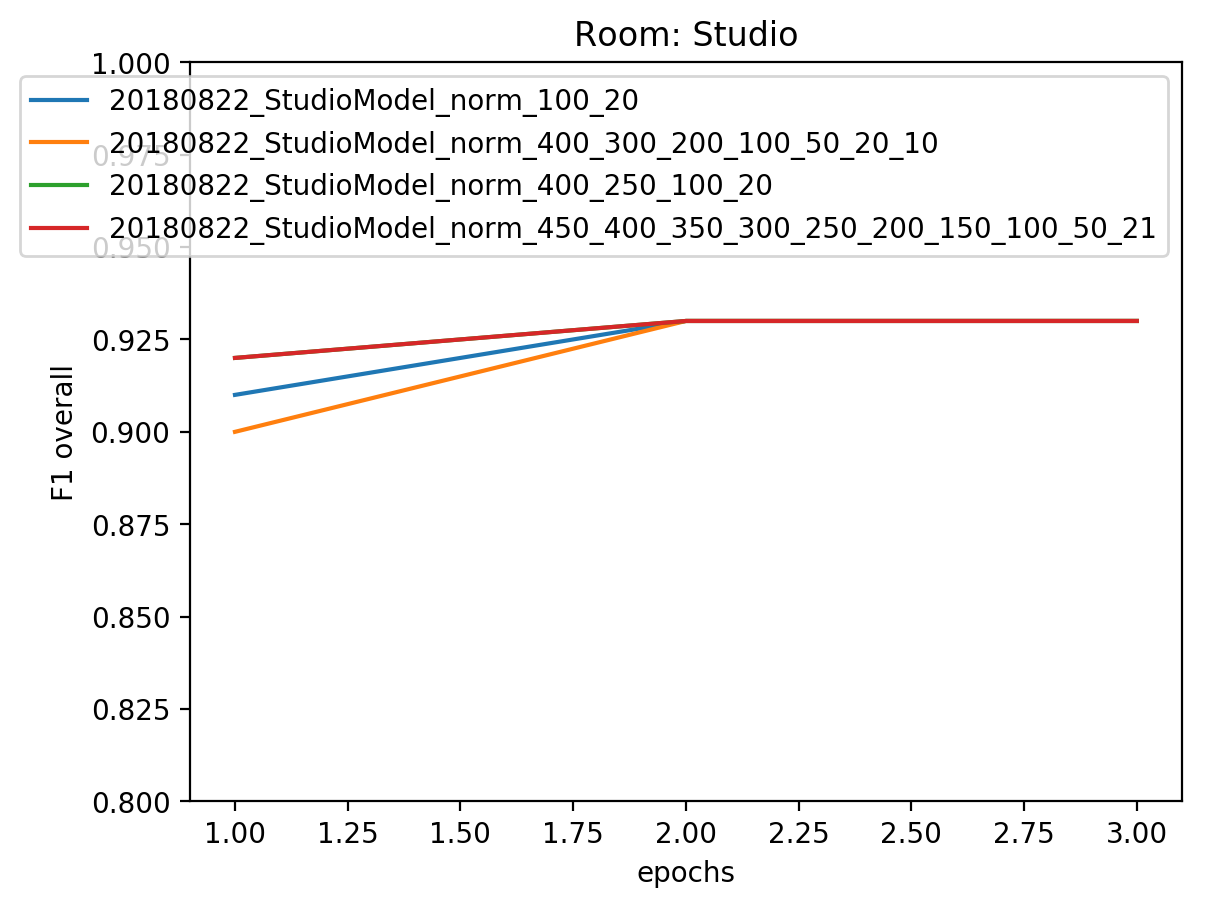 Room: Studio
1.000
20180822_StudioModel_norm_100_20
20180822_StudioModel_norm_400_300_200_100_50_20_10
0.975
20180822_StudioModel_norm_400_250_100_20
20180822_StudioModel_norm_450_400_350_300_250_200_150_100_50_21
0.950
0.925
0.900
0.875
0.850
0.825
0.800
F1 overall
1.00 1.25 1.50 1.75 2.00 2.25 2.50 2.75 3.00
epochs